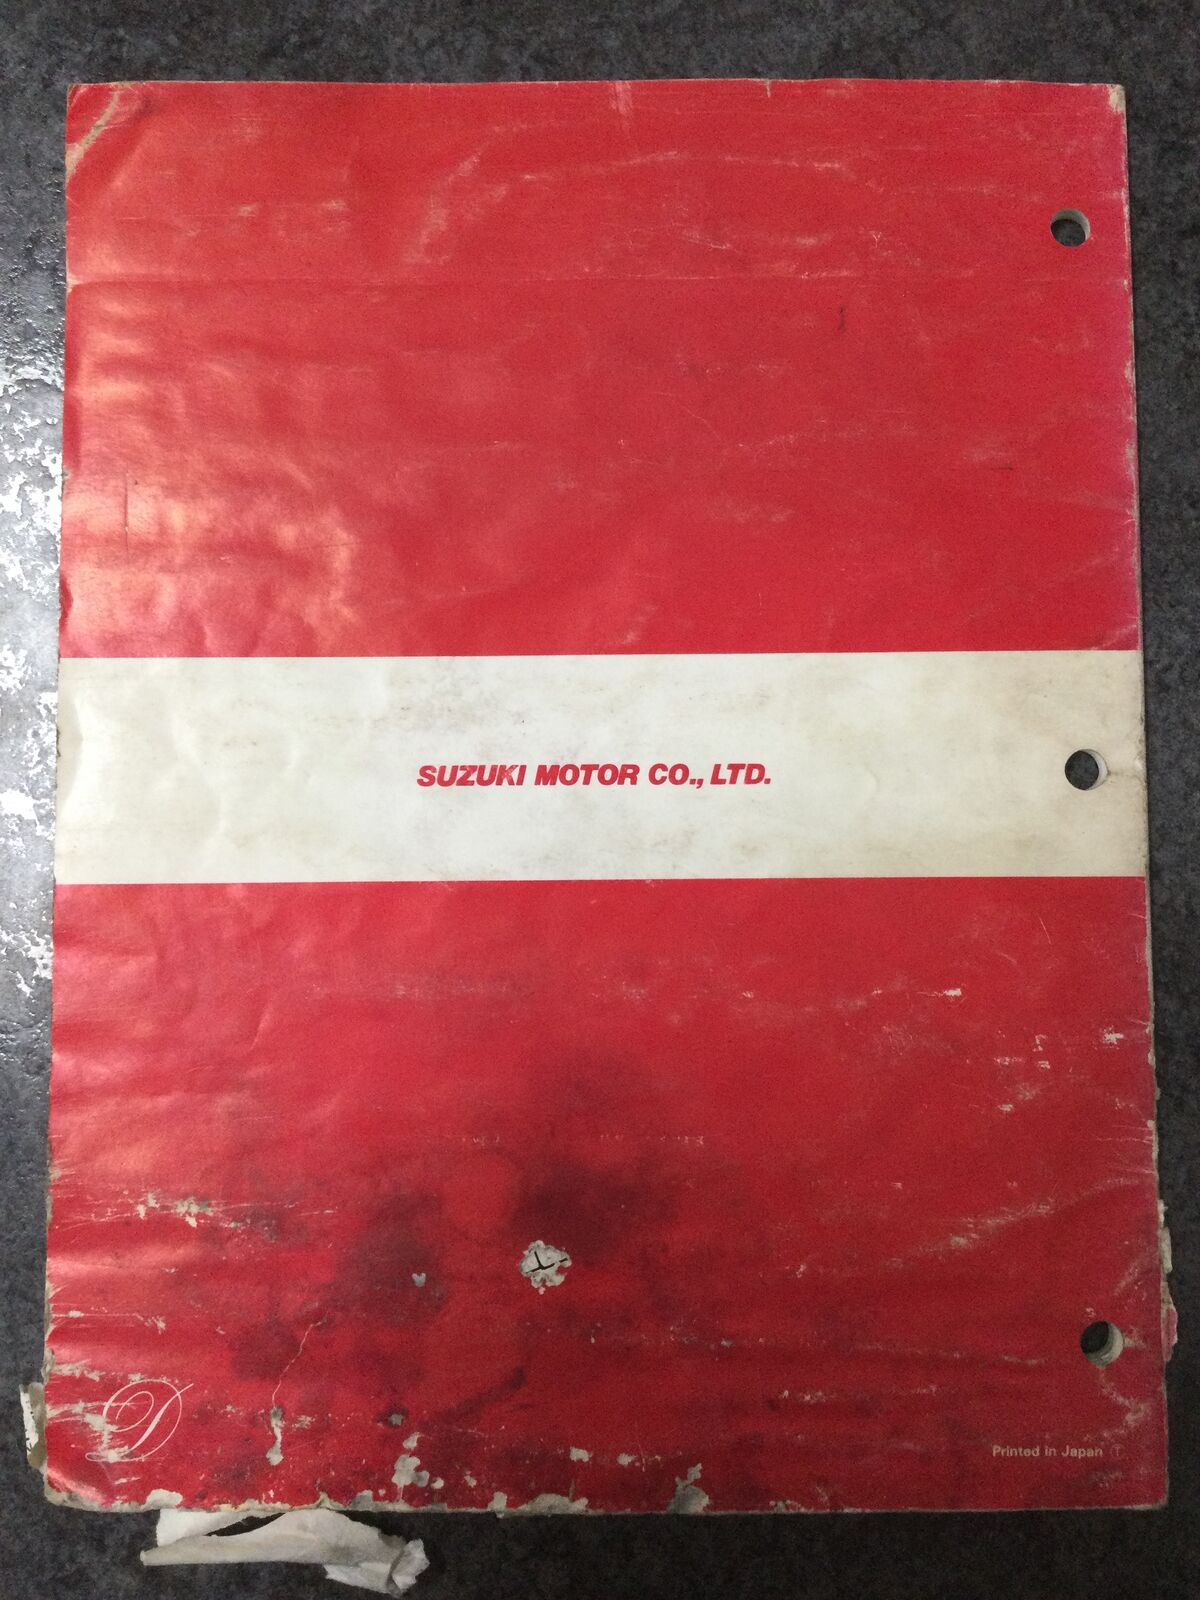 SUZUKI MOTOR CO., LTD.
D
Printed in Japan Ⓣ